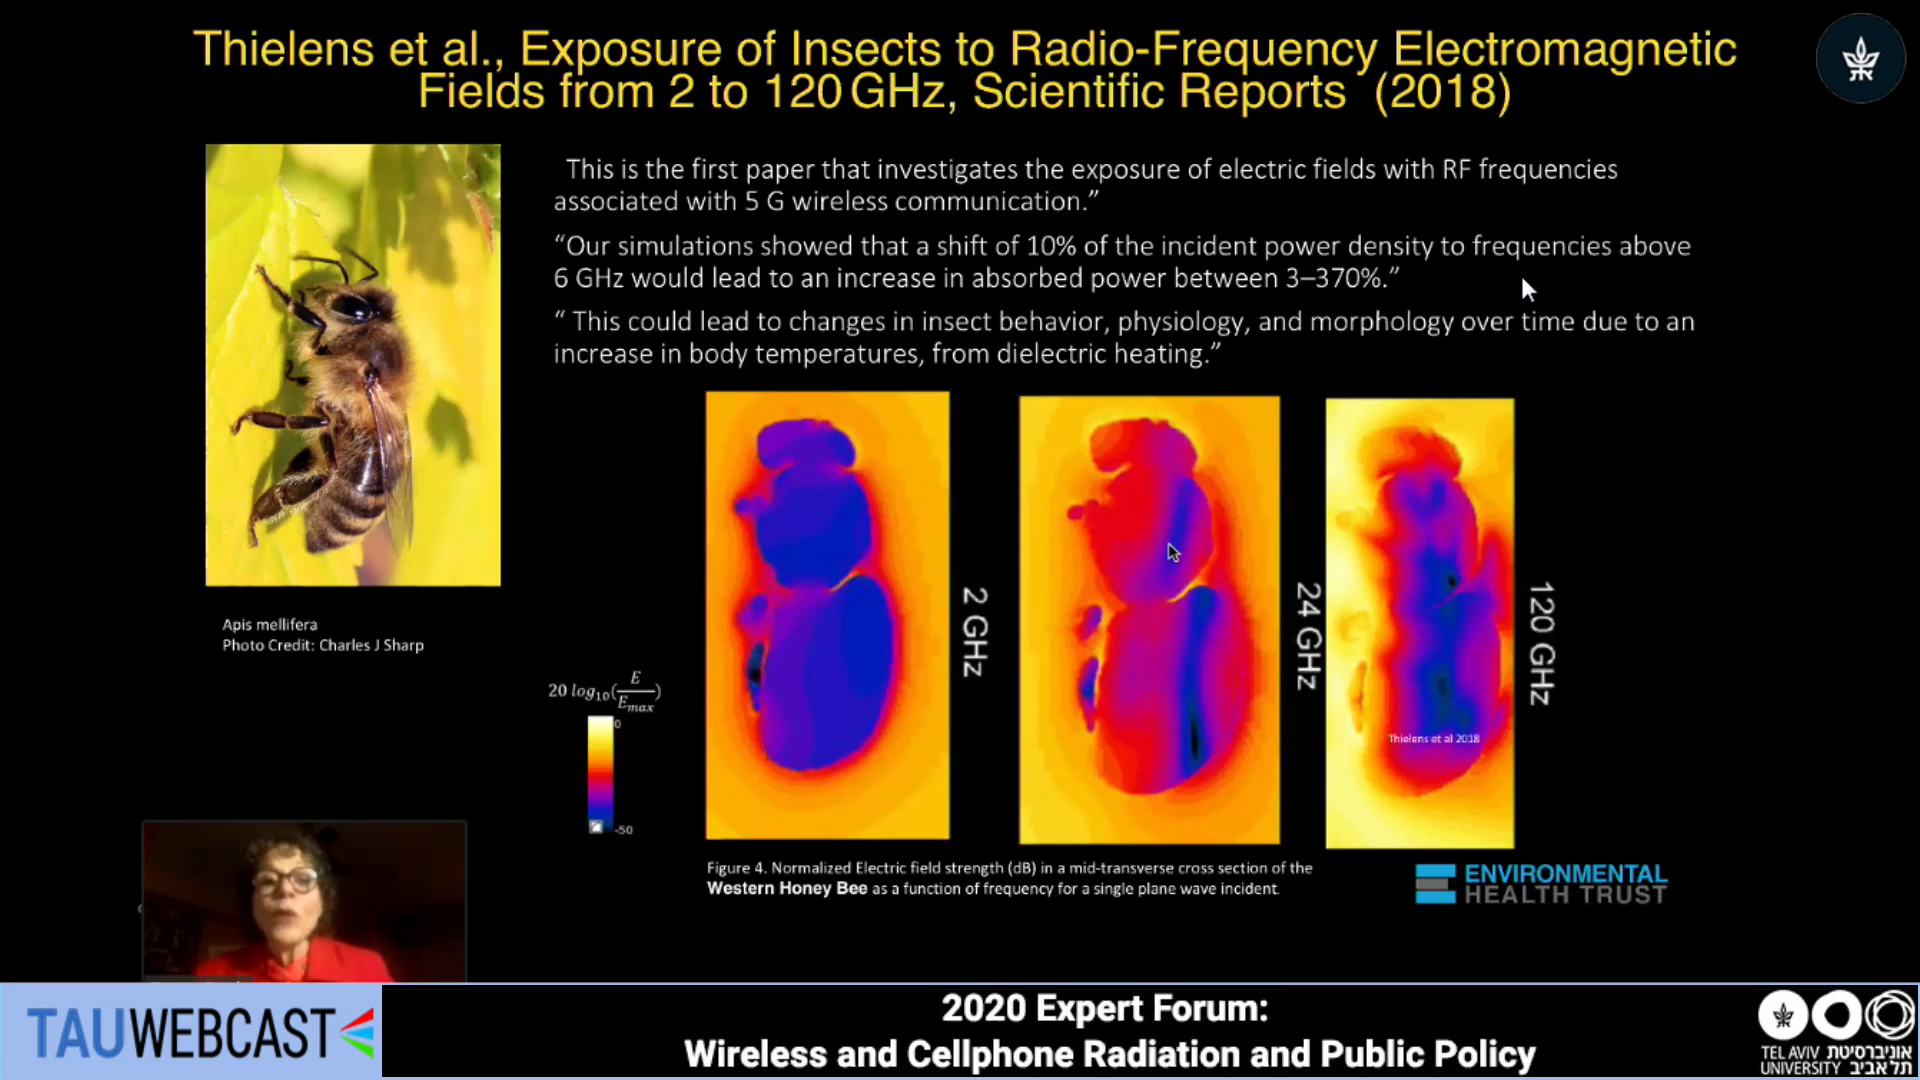 Thielens et al., Exposure of Insects to Radio-Frequency Electromagnetic
Fields from 2 to 120 GHz, Scientific Reports (2018)
This is the first paper that investigates the exposure of electric fields with RF frequencies
associated with 5 G wireless communication.”
“Our simulations showed that a shift of 10% of the incident power density to frequencies above
6 GHz would lead to an increase in absorbed power between 3–370%.”
“ This could lead to changes in insect behavior, physiology, and morphology over time due to an
increase in body temperatures, from dielectric heating.”
Apis mellifera
Photo Credit: Charles J Sharp
20 log₁₀(E/Eₘₐₓ)
0
-50
2 GHz
24 GHz
120 GHz
Thielens et al 2018
Figure 4. Normalized Electric field strength (dB) in a mid-transverse cross section of the
Western Honey Bee as a function of frequency for a single plane wave incident.
ENVIRONMENTAL
HEALTH TRUST
TAUWEBCAST
2020 Expert Forum:
Wireless and Cellphone Radiation and Public Policy
TEL AVIV אוניברסיטת
UNIVERSITY תל אביב